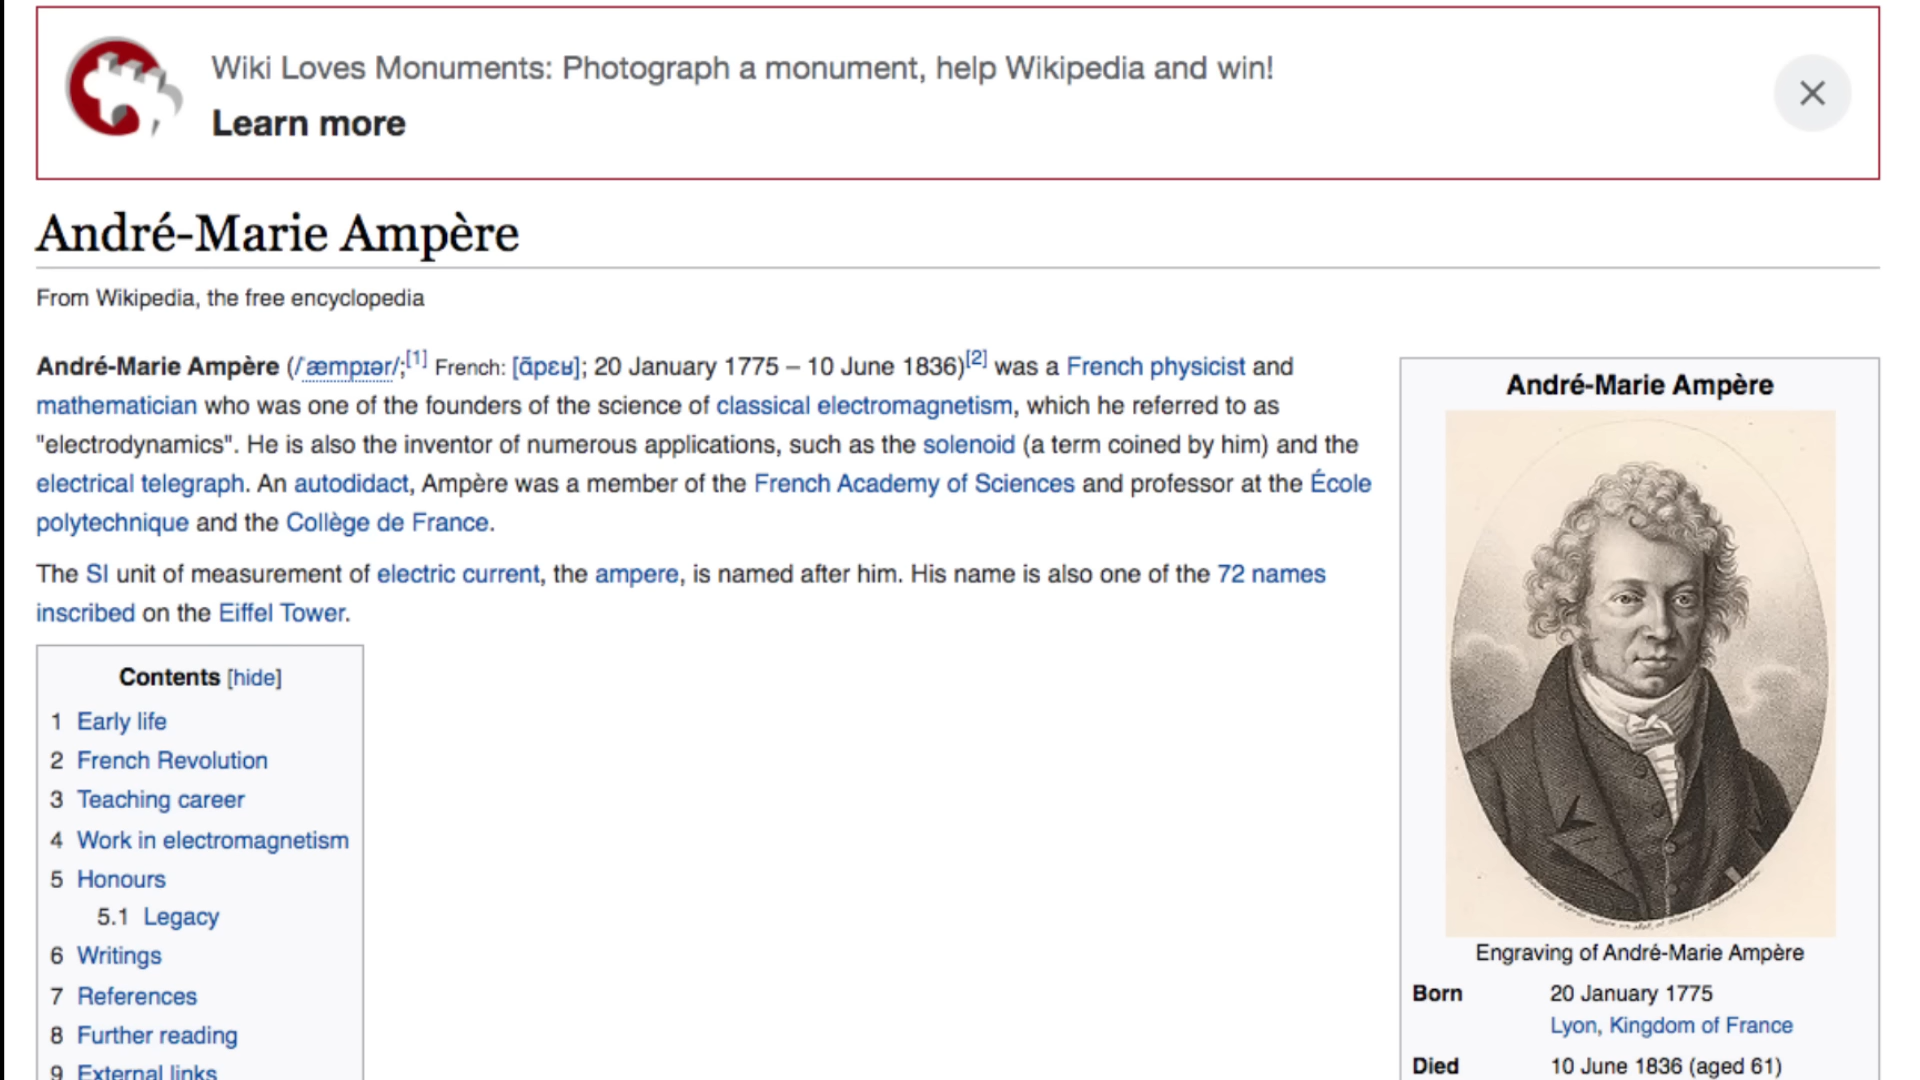 Wiki Loves Monuments: Photograph a monument, help Wikipedia and win!
Learn more
André-Marie Ampère
From Wikipedia, the free encyclopedia
André-Marie Ampère (/ˈæmpɪər/;[1] French: [ɑ̃pɛʁ]; 20 January 1775 – 10 June 1836)[2] was a French physicist and
mathematician who was one of the founders of the science of classical electromagnetism, which he referred to as
"electrodynamics". He is also the inventor of numerous applications, such as the solenoid (a term coined by him) and the
electrical telegraph. An autodidact, Ampère was a member of the French Academy of Sciences and professor at the École
polytechnique and the Collège de France.
The SI unit of measurement of electric current, the ampere, is named after him. His name is also one of the 72 names
inscribed on the Eiffel Tower.
Contents [hide]
1 Early life
2 French Revolution
3 Teaching career
4 Work in electromagnetism
5 Honours
5.1 Legacy
6 Writings
7 References
8 Further reading
9 External links
André-Marie Ampère
Engraving of André-Marie Ampère
Born 20 January 1775
Lyon, Kingdom of France
Died 10 June 1836 (aged 61)